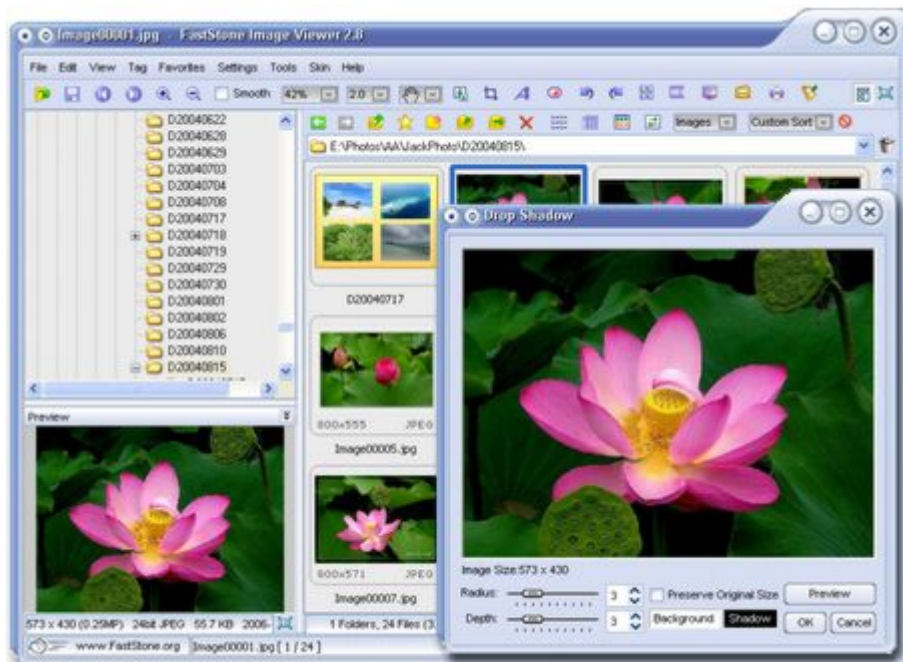 Image00001.jpg - FastStone Image Viewer 2.8
File Edit View Tag Favorites Settings Tools Skin Help
Smooth 42% 2.0
Images Custom Sort
E:\Photos\AA\JackPhoto\D20040815\
D20040622
D20040628
D20040629
D20040703
D20040704
D20040708
D20040717
D20040718
D20040719
D20040729
D20040730
D20040801
D20040802
D20040806
D20040810
D20040815
Preview
573 x 430 (0.25MP) 24bit JPEG 55.7 KB 2006-
www.FastStone.org Image00001.jpg [ 1 / 24 ]
D20040717
800x555 JPEG
Image00005.jpg
800x571 JPEG
Image00007.jpg
1 Folders, 24 Files (3.
Drop Shadow
Image Size:573 x 430
Radius: 3 Preserve Original Size Preview
Depth: 3 Background Shadow OK Cancel